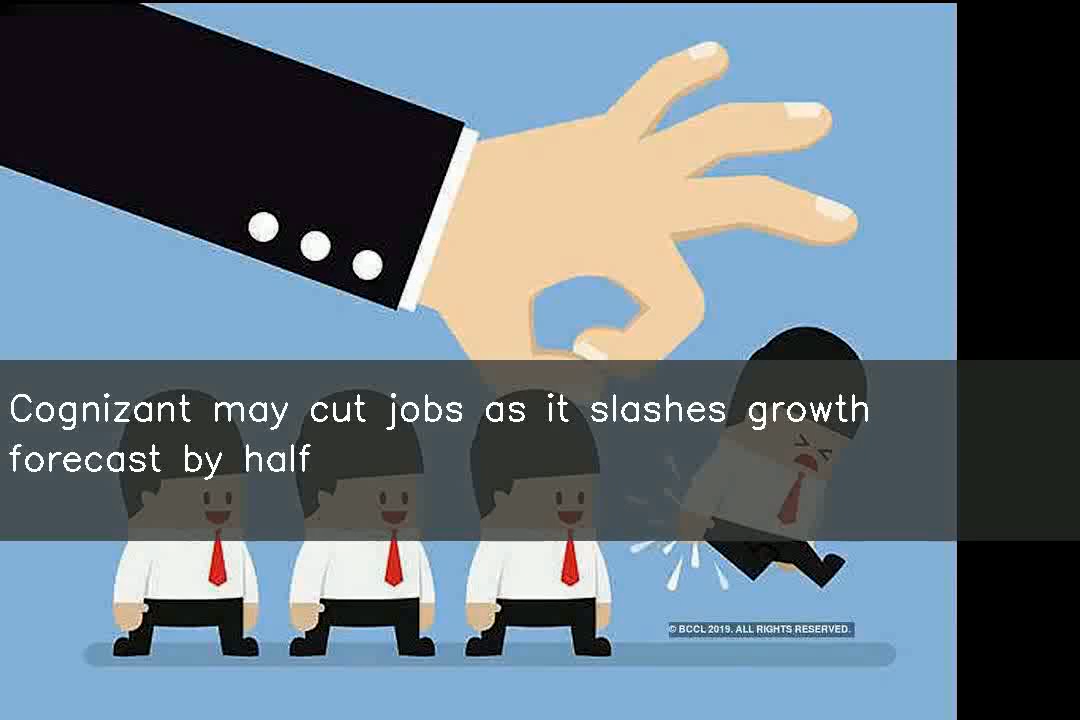 Cognizant may cut jobs as it slashes growth
forecast by half
© BCCL 2019. ALL RIGHTS RESERVED.